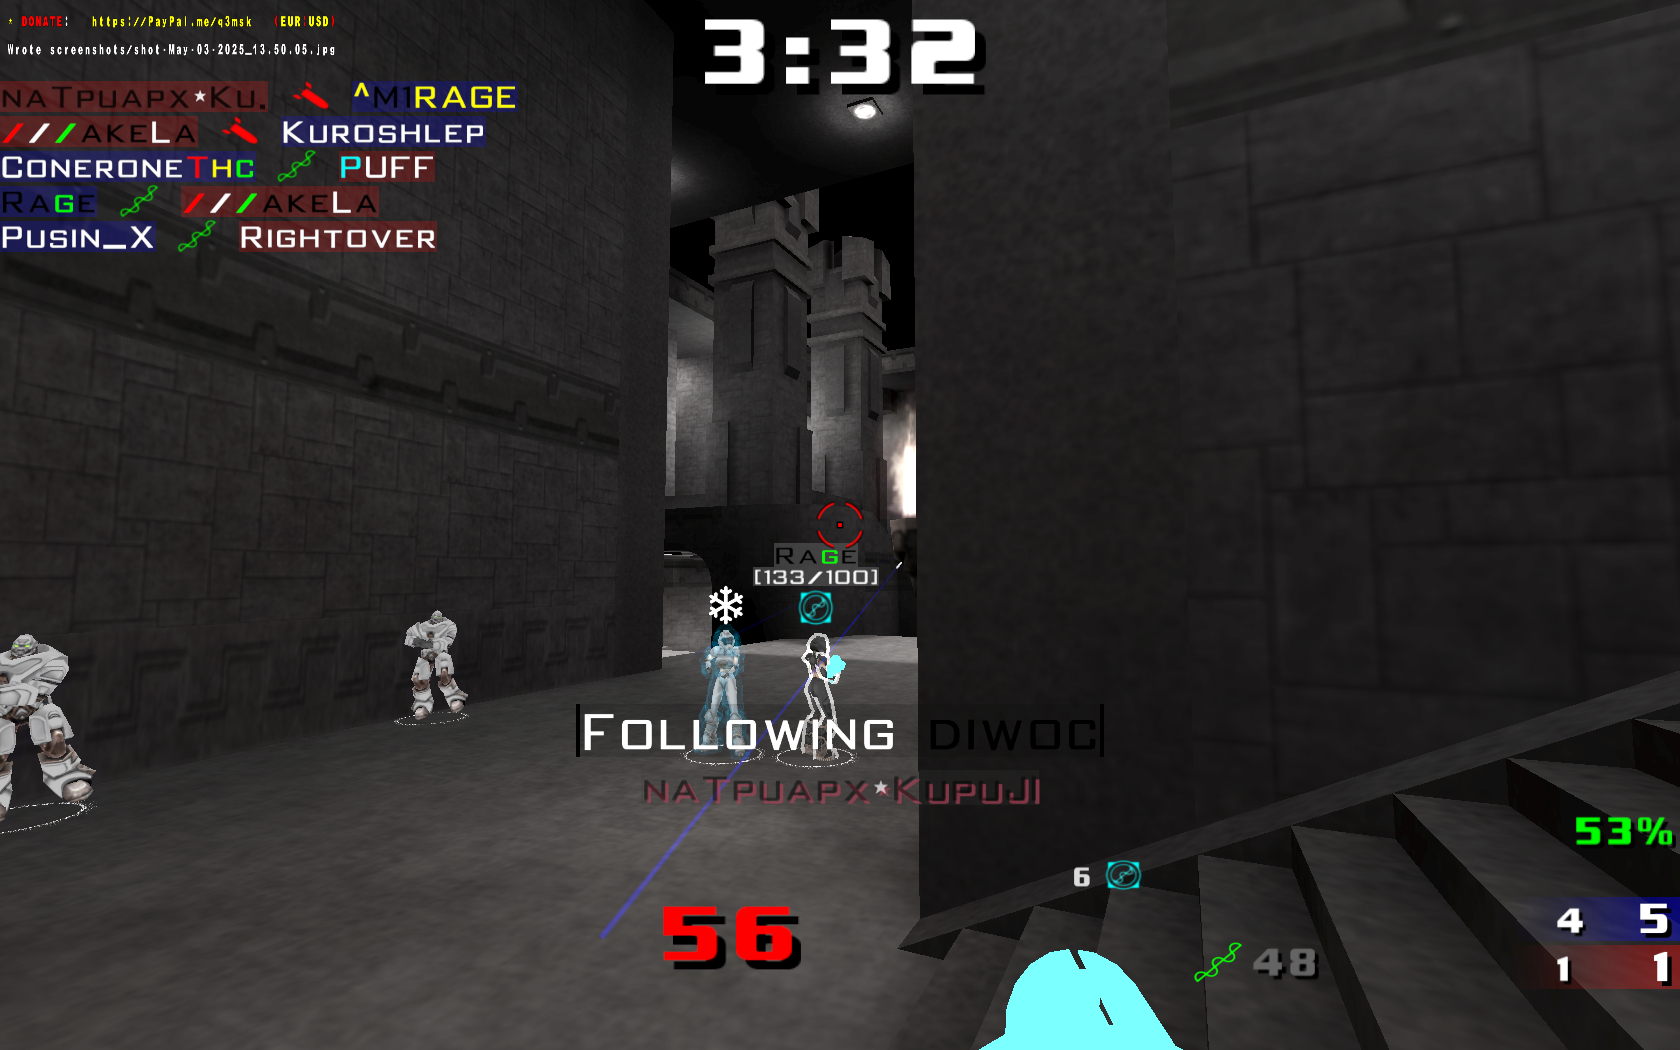 * DONATE: https://PayPal.me/q3msk (EUR USD)
Wrote screenshots/shot-May-03-2025_13.50.05.jpg
3:32
naTpuapx★Ku. ^M1RAGE
///akeLa Kuroshlep
ConeroneTHC PUFF
RaGe ///akeLa
Pusin_X Rightover
RaGe
[133/100]
Following diwoc
naTpuapx★KupuJI
53%
6
4 5
56
48
1 1